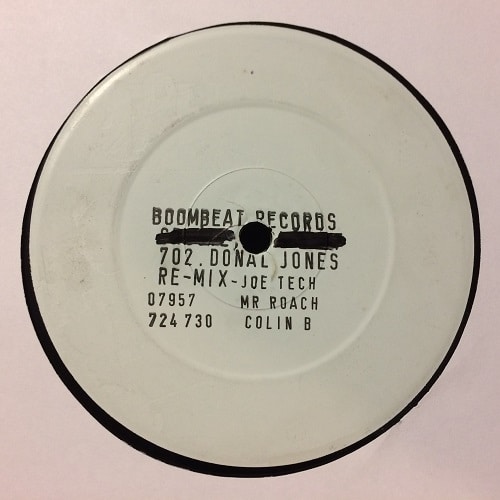 BOOMBEAT RECORDS
702. DONAL JONES
RE-MIX - JOE TECH
07957 MR ROACH
724 730 COLIN B